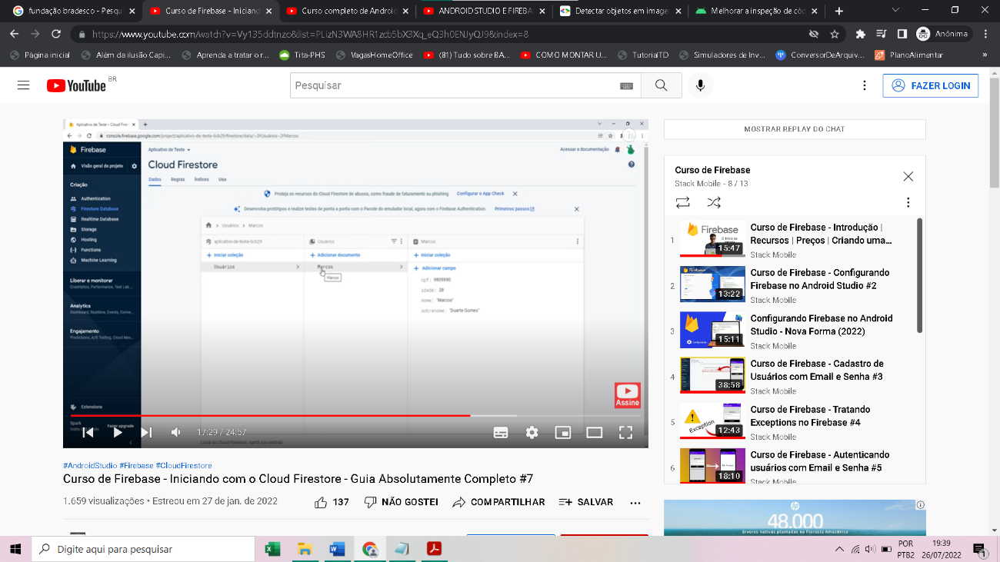 fundação bradesco - Pesqu
Curso de Firebase - Iniciand
Curso completo de Android
ANDROID STUDIO E FIREBA
Detectar objetos em image
Melhorar a inspeção de cód
https://www.youtube.com/watch?v=Vy135ddtnzo&list=PLizN3WA8HR1zcb5bX3Xq_eQ3h0ENJyQJ9&index=8
Anônima
Página inicial
Além da ilusão Capi...
Aprenda a tratar o r...
Tita-PHS
VagasHomeOffice
(81) Tudo sobre BA...
COMO MONTAR U...
TutorialTD
Simuladores de Inv...
ConversorDeArquiv...
PlanoAlimentar
»
YouTube BR
Pesquisar
FAZER LOGIN
Aplicativo de Teste – Cloud Fire
console.firebase.google.com/project/aplicativo-de-teste-6cb29/firestore/data/~2FUsuários~2FMarcos
Firebase
Visão geral do projeto
Criação
Authentication
Firestore Database
Realtime Database
Storage
Hosting
Functions
Machine Learning
Liberar e monitorar
Crashlytics, Performance, Test Lab ...
Analytics
Dashboard, Realtime, Events, Conv...
Engajamento
Predictions, A/B Testing, Cloud Mes...
Extensions
Spark
Fazer upgrade
Aplicativo de Teste
Acessar a documentação
Cloud Firestore
Dados Regras Índices Uso
Proteja os recursos do Cloud Firestore de abusos, como fraude de faturamento ou phishing Configurar o App Check
Desenvolva protótipos e realize testes de ponta a ponta com o Pacote do emulador local, agora com o Firebase Authentication. Primeiros passos
Usuários > Marcos
aplicativo-de-teste-6cb29
Usuários
Marcos
+ Iniciar coleção
+ Adicionar documento
+ Iniciar coleção
Usuários
Marcos
Marcos
+ Adicionar campo
cpf: 9809890
idade: 28
nome: "Marcos"
sobrenome: "Duarte Gomes"
Assine
17:29 / 24:57
#AndroidStudio #Firebase #CloudFirestore
Curso de Firebase - Iniciando com o Cloud Firestore - Guia Absolutamente Completo #7
1.659 visualizações • Estreou em 27 de jan. de 2022
137
NÃO GOSTEI
COMPARTILHAR
SALVAR
MOSTRAR REPLAY DO CHAT
Curso de Firebase
Stack Mobile - 8 / 13
1
Firebase
15:47
Curso de Firebase - Introdução |
Recursos | Preços | Criando uma...
Stack Mobile
2
13:22
Curso de Firebase - Configurando
Firebase no Android Studio #2
Stack Mobile
3
15:11
Configurando Firebase no Android
Studio - Nova Forma (2022)
Stack Mobile
4
38:58
Curso de Firebase - Cadastro de
Usuários com Email e Senha #3
Stack Mobile
5
Exception
12:43
Curso de Firebase - Tratando
Exceptions no Firebase #4
Stack Mobile
6
18:10
Curso de Firebase - Autenticando
usuários com Email e Senha #5
Stack Mobile
48.000
árvores nativas plantadas na Floresta Amazônica
Digite aqui para pesquisar
POR
PTB2
19:39
26/07/2022
1